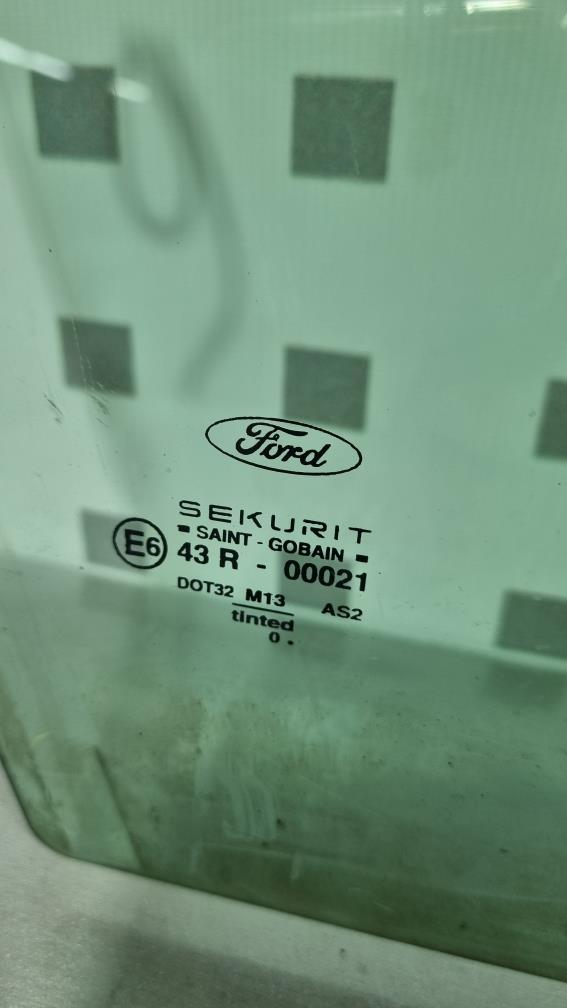 Ford
SEKURIT
SAINT - GOBAIN
E6 43 R - 00021
DOT32 M13 AS2
tinted
0 .